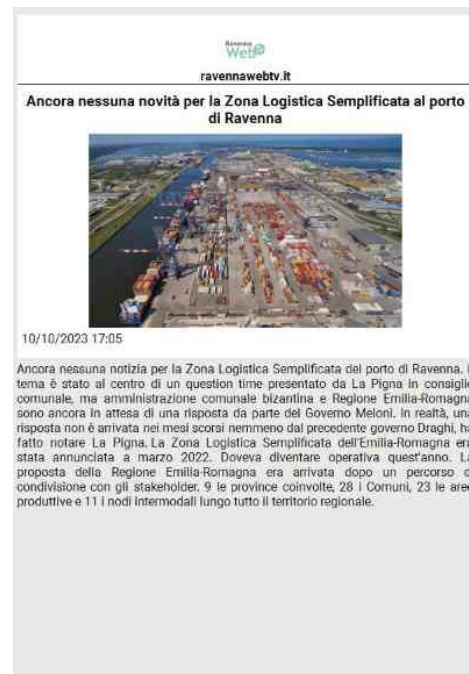 Ravenna
Web
ravennawebtv.it
Ancora nessuna novità per la Zona Logistica Semplificata al porto
di Ravenna
10/10/2023 17:05
Ancora nessuna notizia per la Zona Logistica Semplificata del porto di Ravenna.
tema è stato al centro di un question time presentato da La Pigna in consigli
comunale, ma amministrazione comunale bizantina e Regione Emilia-Romagna
sono ancora in attesa di una risposta da parte del Governo Meloni. In realtà, una
risposta non è arrivata nei mesi scorsi nemmeno dal precedente governo Draghi, ha
fatto notare La Pigna. La Zona Logistica Semplificata dell'Emilia-Romagna era
stata annunciata a marzo 2022. Doveva diventare operativa quest'anno. La
proposta della Regione Emilia-Romagna era arrivata dopo un percorso d
condivisione con gli stakeholder. 9 le province coinvolte, 28 i Comuni, 23 le aree
produttive e 11 i nodi intermodali lungo tutto il territorio regionale.